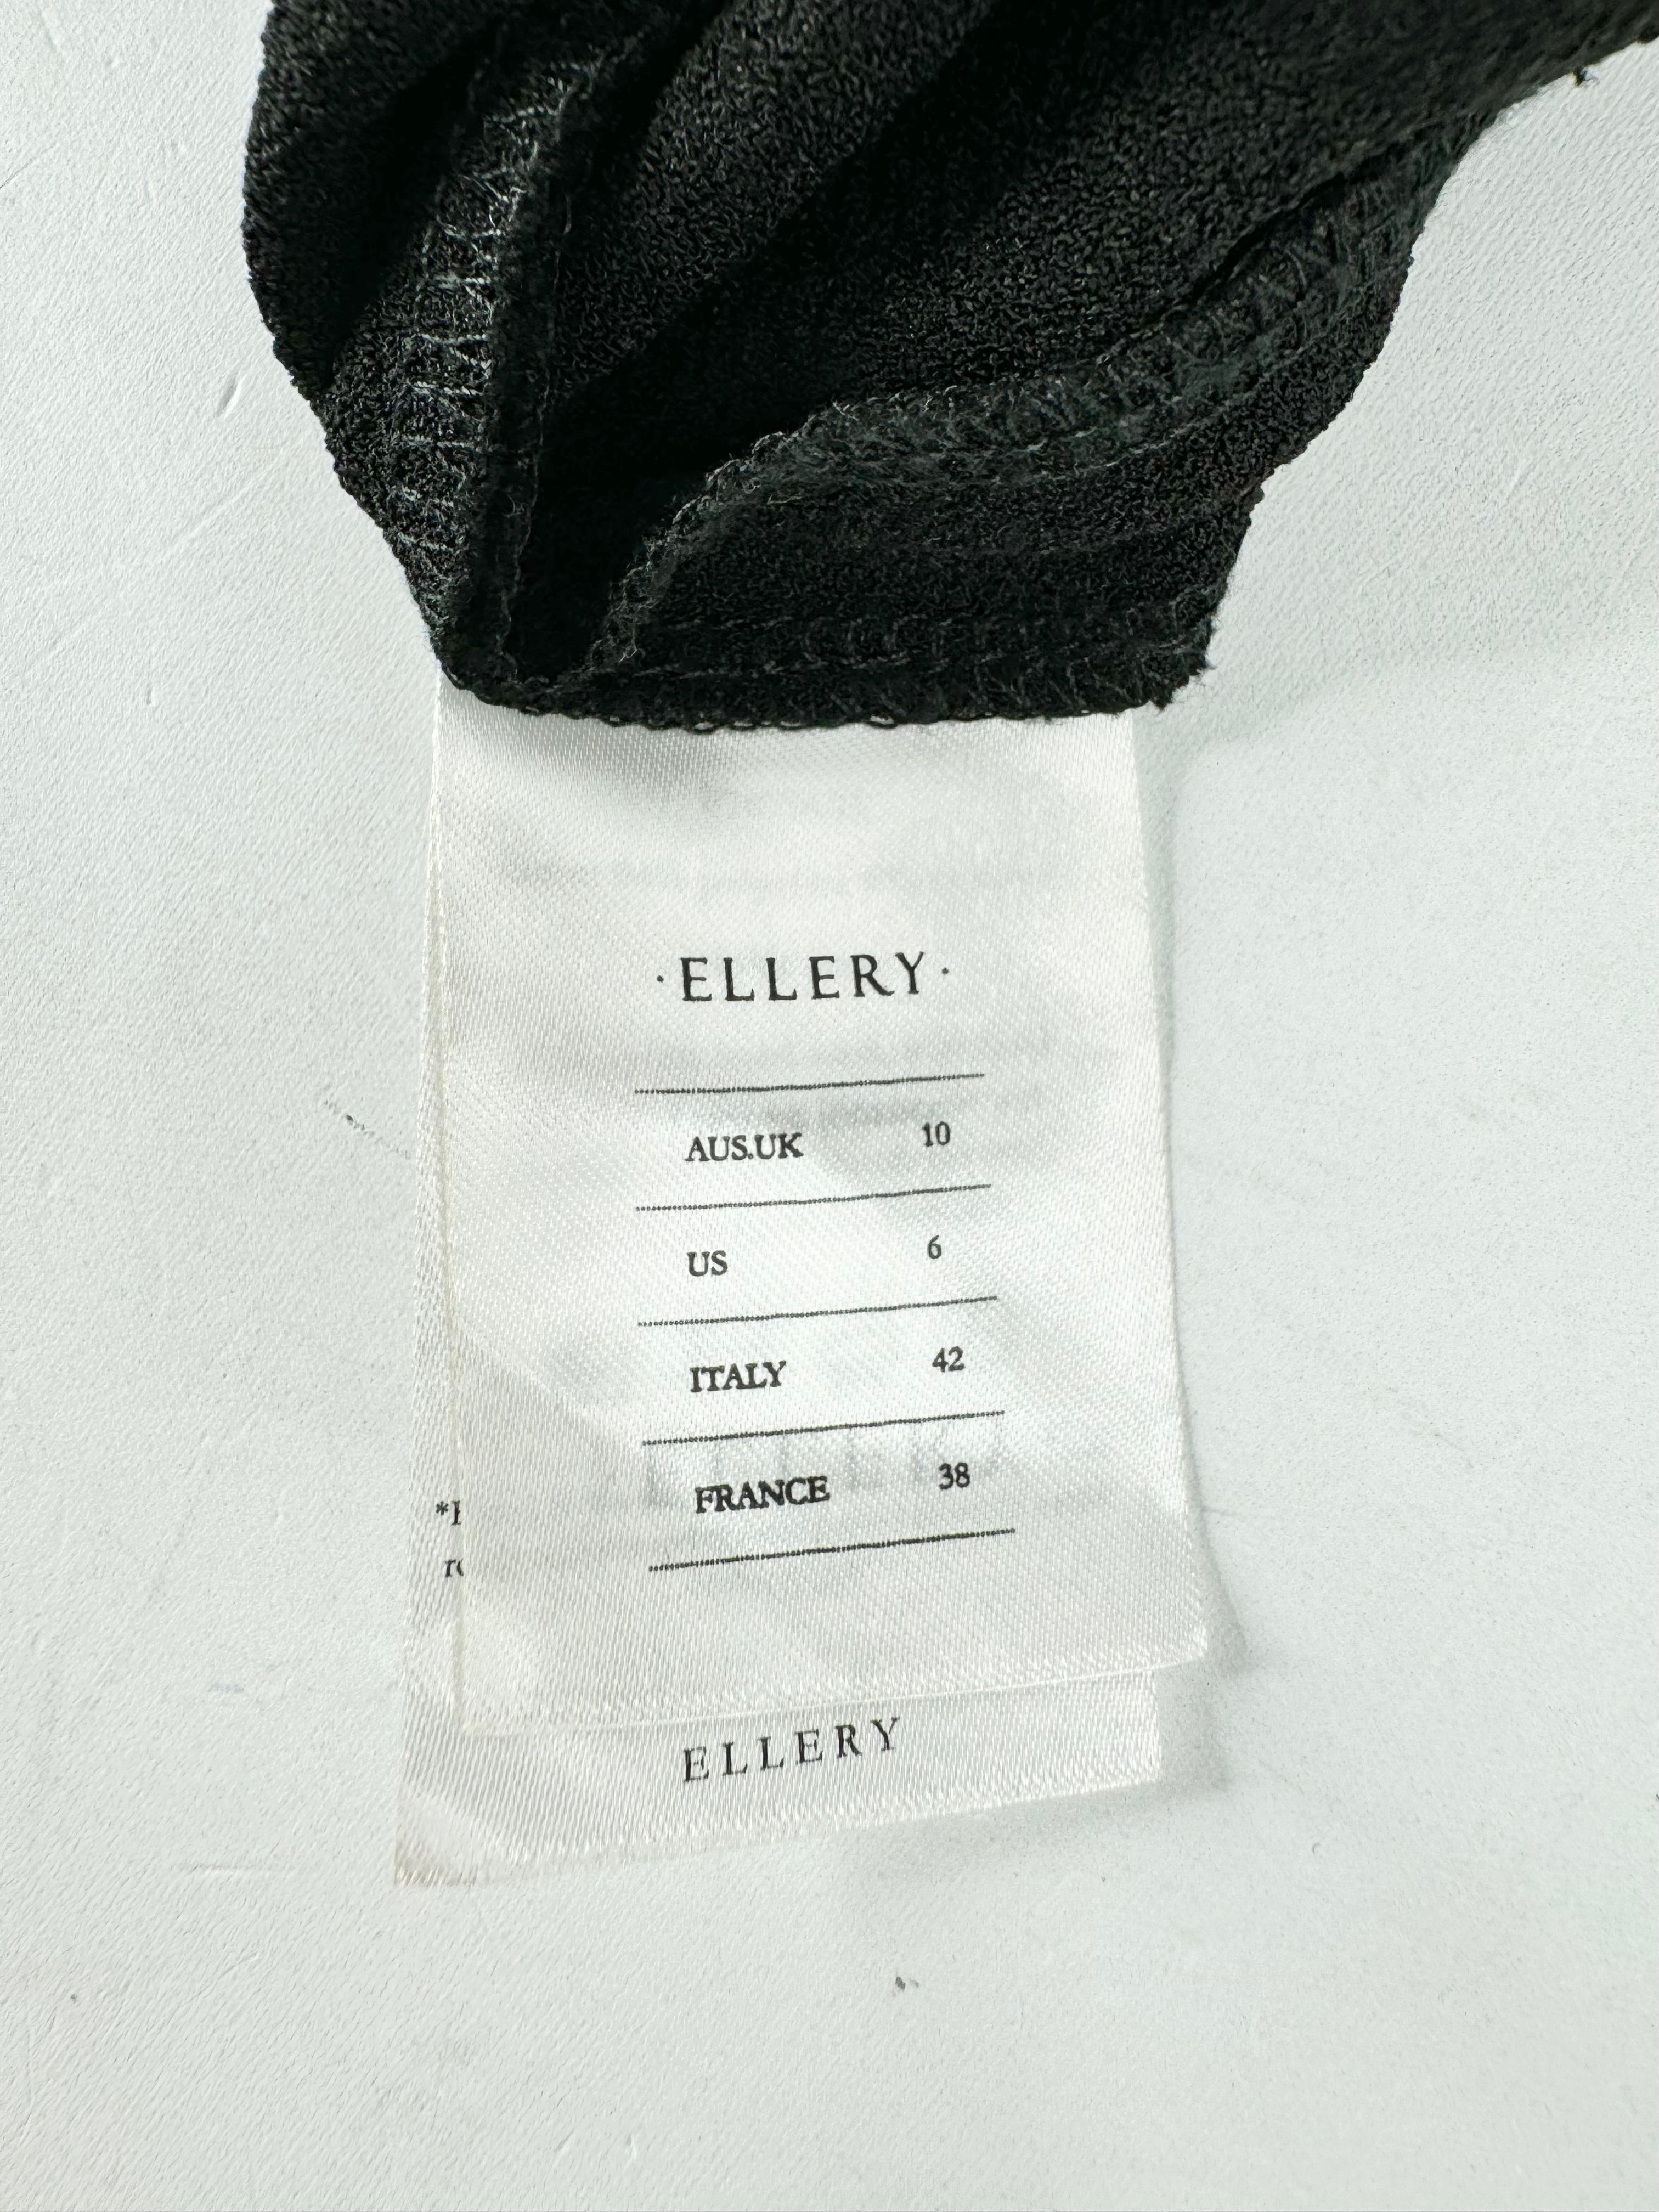 ·ELLERY·
AUS.UK 10
US 6
ITALY 42
FRANCE 38
ELLERY